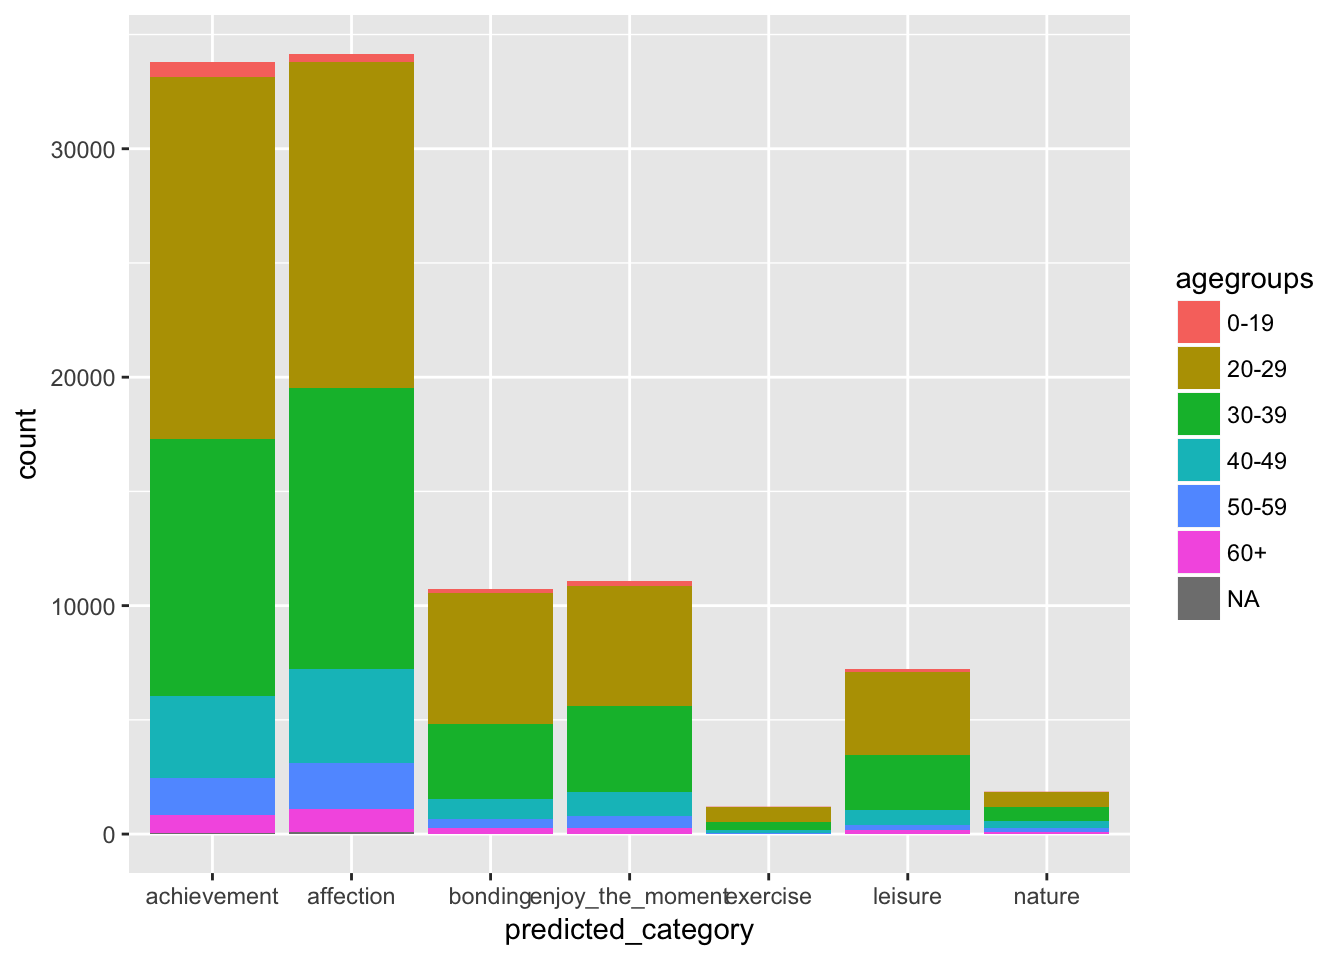 30000
20000
10000
0
count
achievement
affection
bonding
enjoy_the_moment
exercise
leisure
nature
predicted_category
agegroups
0-19
20-29
30-39
40-49
50-59
60+
NA